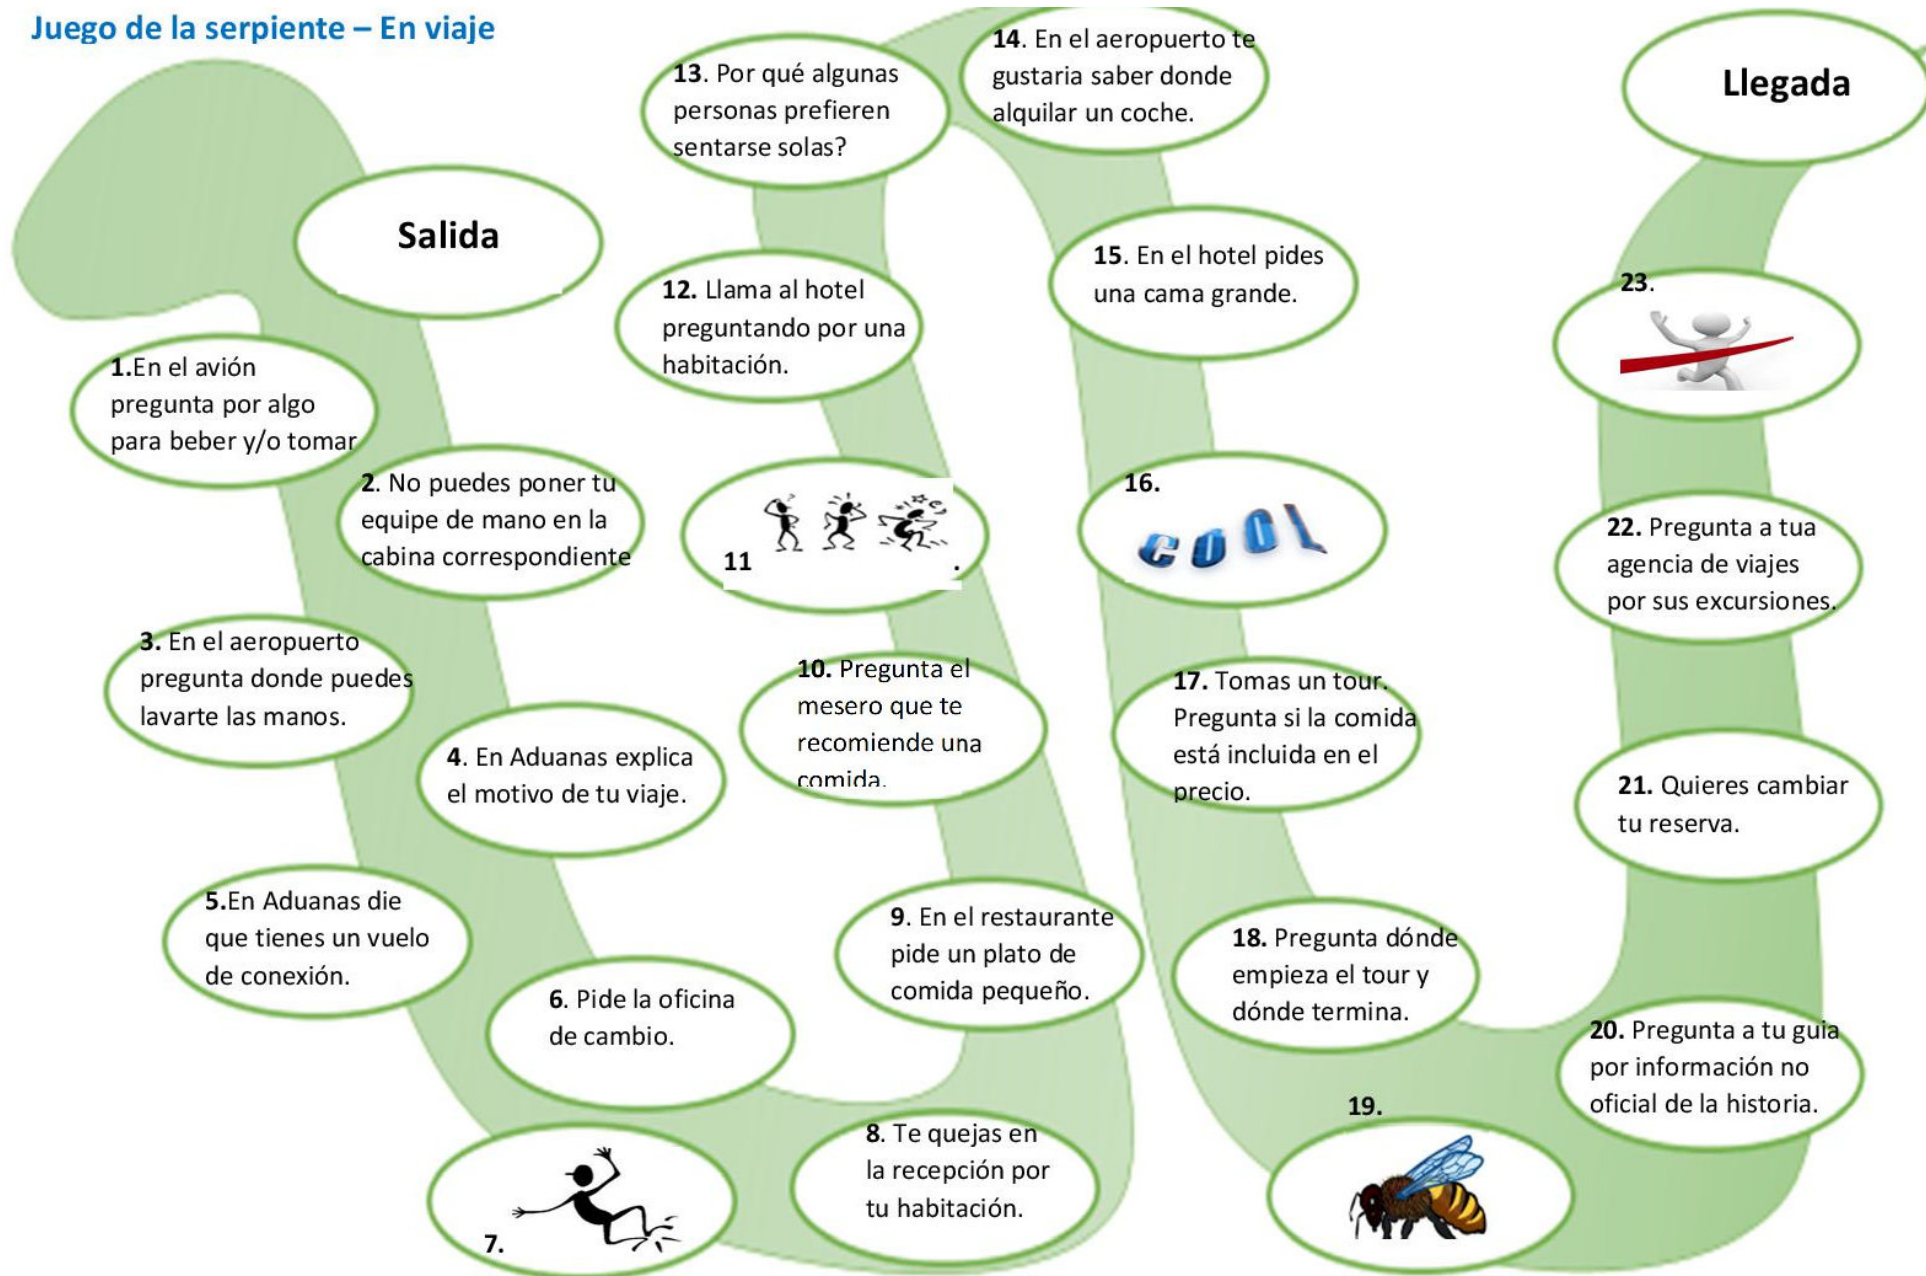 Juego de la serpiente – En viaje
Salida
1.En el avión
pregunta por algo
para beber y/o tomar
2. No puedes poner tu
equipe de mano en la
cabina correspondiente
3. En el aeropuerto
pregunta donde puedes
lavarte las manos.
4. En Aduanas explica
el motivo de tu viaje.
5.En Aduanas die
que tienes un vuelo
de conexión.
6. Pide la oficina
de cambio.
7.
8. Te quejas en
la recepción por
tu habitación.
9. En el restaurante
pide un plato de
comida pequeño.
10. Pregunta el
mesero que te
recomiende una
comida.
11 .
12. Llama al hotel
preguntando por una
habitación.
13. Por qué algunas
personas prefieren
sentarse solas?
14. En el aeropuerto te
gustaria saber donde
alquilar un coche.
15. En el hotel pides
una cama grande.
16.
COOL
17. Tomas un tour.
Pregunta si la comida
está incluida en el
precio.
18. Pregunta dónde
empieza el tour y
dónde termina.
19.
20. Pregunta a tu guia
por información no
oficial de la historia.
21. Quieres cambiar
tu reserva.
22. Pregunta a tua
agencia de viajes
por sus excursiones.
23.
Llegada